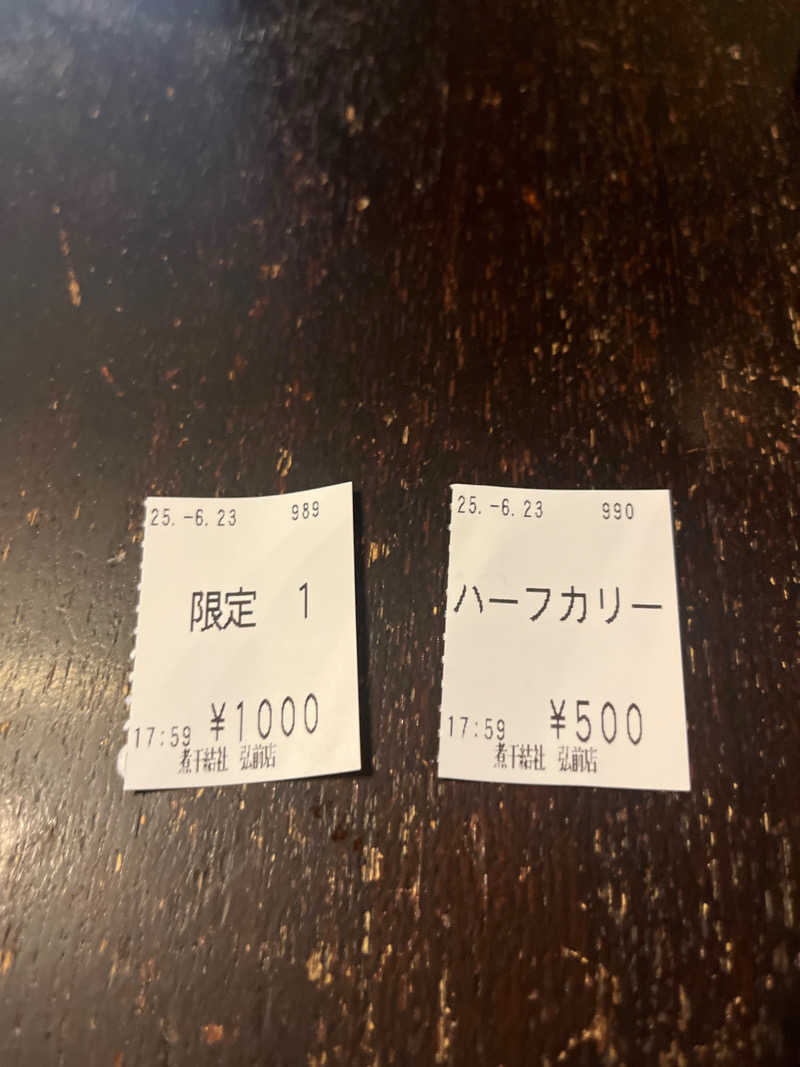 25.-6.23 989
限定 1
17:59 ¥1000
煮干結社 弘前店
25.-6.23 990
ハーフカリー
17:59 ¥500
煮干結社 弘前店